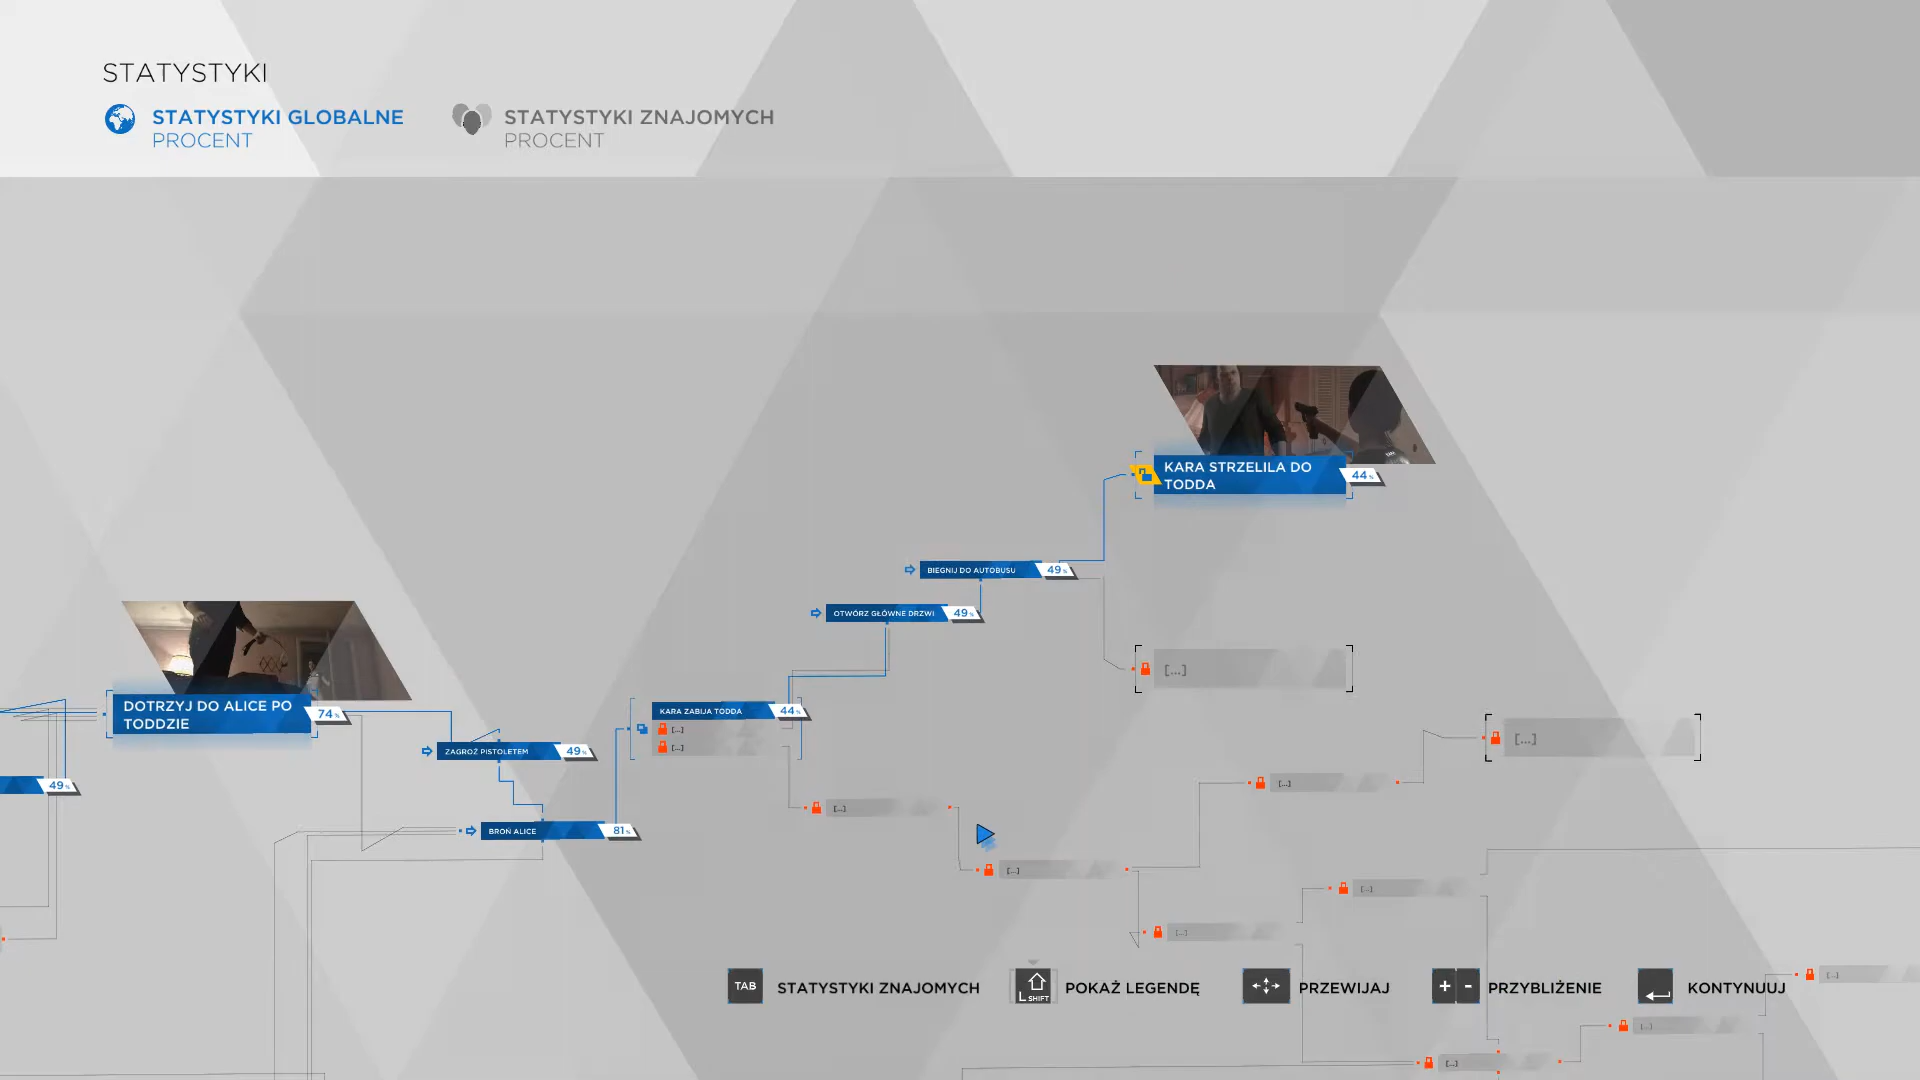 STATYSTYKI
STATYSTYKI GLOBALNE
PROCENT
STATYSTYKI ZNAJOMYCH
PROCENT
KARA STRZELILA DO
TODDA
44%
BIEGNIJ DO AUTOBUSU 49%
OTWÓRZ GŁÓWNE DRZWI 49%
[...]
DOTRZYJ DO ALICE PO
TODDZIE
74%
KARA ZABIJA TODDA 44%
[...]
[...]
[...]
ZAGROŹ PISTOLETEM 49%
49%
[...]
[...]
BROŃ ALICE 81%
[...]
[...]
[...]
TAB STATYSTYKI ZNAJOMYCH
L SHIFT POKAŻ LEGENDĘ
PRZEWIJAJ
+ - PRZYBLIŻENIE
KONTYNUUJ
[...]
[...]
[...]